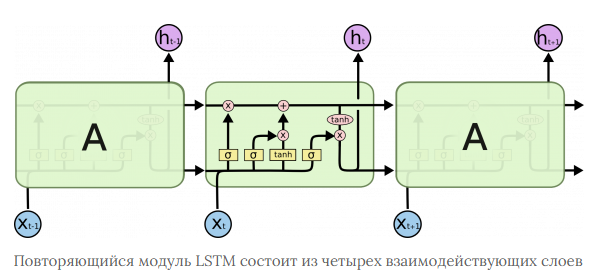 h t-1 h t h t+1
A x + tanh x x σ σ tanh σ A
X t-1 X t X t+1
Повторяющийся модуль LSTM состоит из четырех взаимодействующих слоев